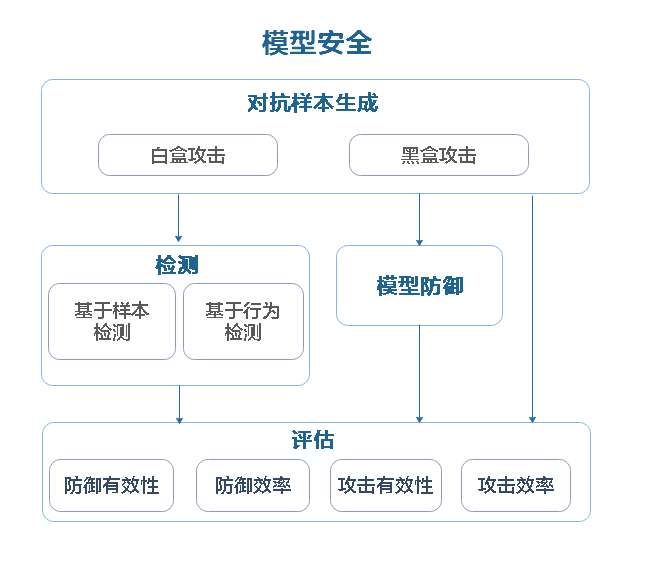 模型安全
对抗样本生成
白盒攻击
黑盒攻击
检测
基于样本
检测
基于行为
检测
模型防御
评估
防御有效性
防御效率
攻击有效性
攻击效率